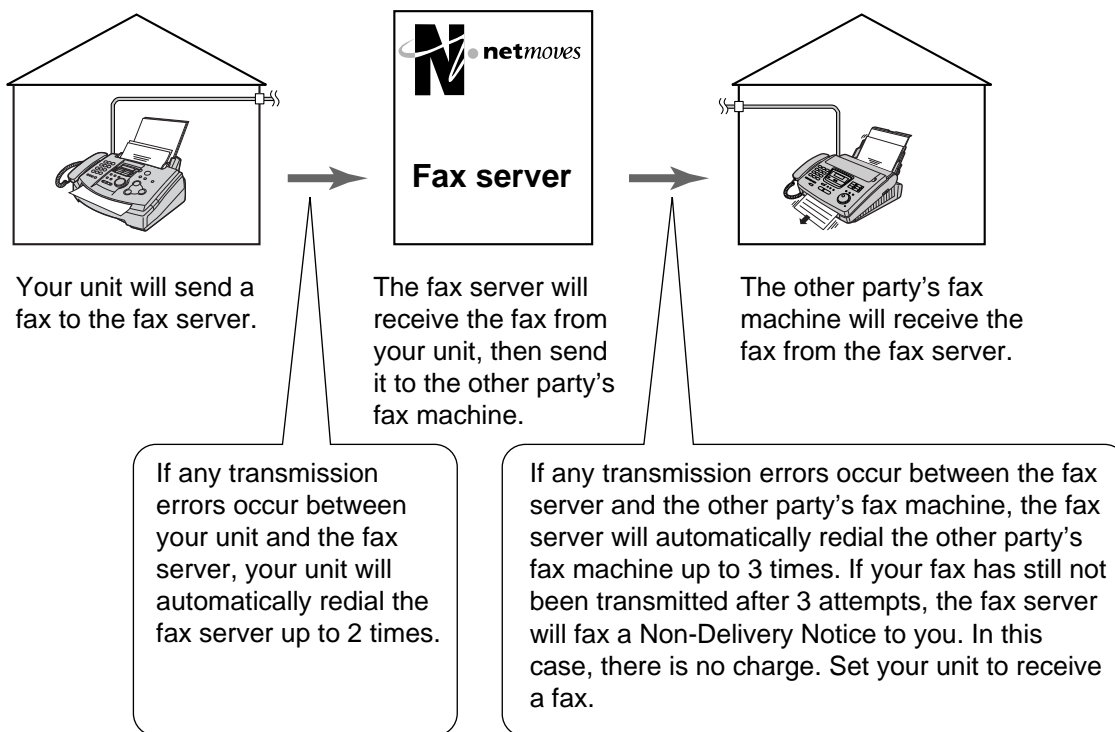 netmoves
Fax server
Your unit will send a
fax to the fax server.
The fax server will
receive the fax from
your unit, then send
it to the other party’s
fax machine.
The other party’s fax
machine will receive the
fax from the fax server.
If any transmission
errors occur between
your unit and the fax
server, your unit will
automatically redial the
fax server up to 2 times.
If any transmission errors occur between the fax
server and the other party’s fax machine, the fax
server will automatically redial the other party’s
fax machine up to 3 times. If your fax has still not
been transmitted after 3 attempts, the fax server
will fax a Non-Delivery Notice to you. In this
case, there is no charge. Set your unit to receive
a fax.